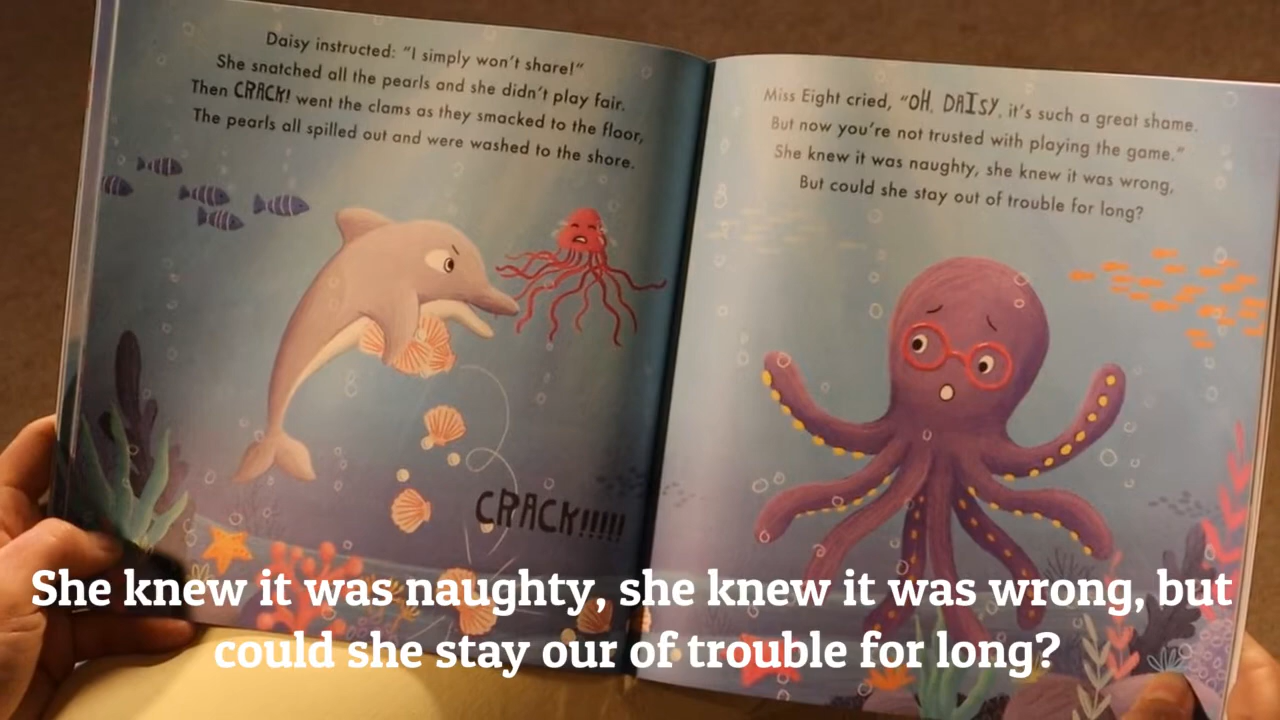 Daisy instructed: "I simply won't share!"
She snatched all the pearls and she didn't play fair.
Then CRACK! went the clams as they smacked to the floor,
The pearls all spilled out and were washed to the shore.
CRACK!!!!!
Miss Eight cried, "OH, DAISY, it's such a great shame.
But now you're not trusted with playing the game."
She knew it was naughty, she knew it was wrong,
But could she stay out of trouble for long?
She knew it was naughty, she knew it was wrong, but
could she stay our of trouble for long?